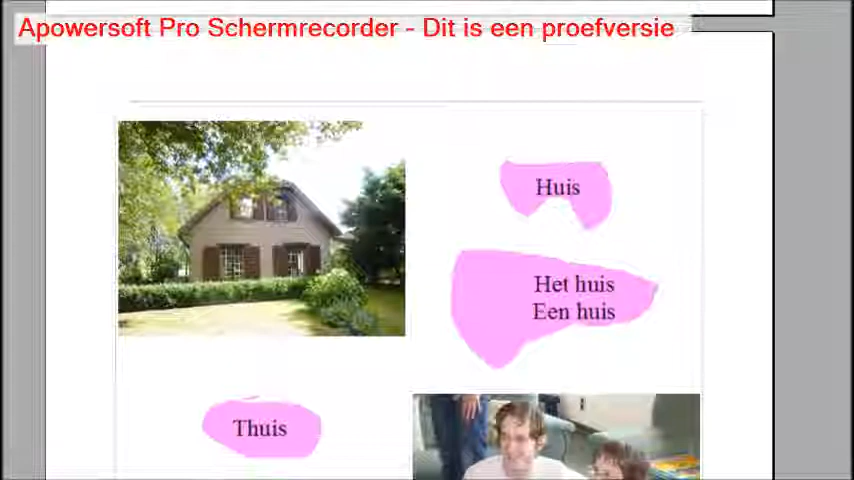 Apowersoft Pro Schermrecorder - Dit is een proefversie
Huis
Het huis
Een huis
Thuis